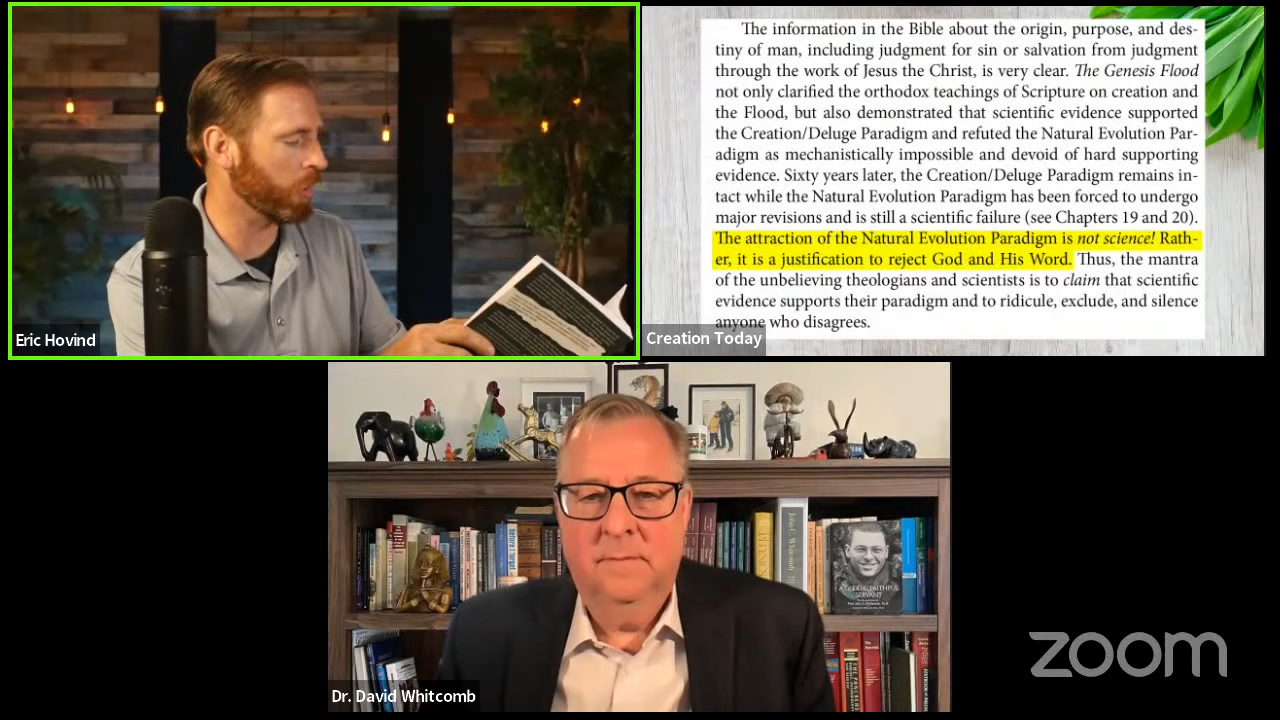 The information in the Bible about the origin, purpose, and des-
tiny of man, including judgment for sin or salvation from judgment
through the work of Jesus the Christ, is very clear. The Genesis Flood
not only clarified the orthodox teachings of Scripture on creation and
the Flood, but also demonstrated that scientific evidence supported
the Creation/Deluge Paradigm and refuted the Natural Evolution Par-
adigm as mechanistically impossible and devoid of hard supporting
evidence. Sixty years later, the Creation/Deluge Paradigm remains in-
tact while the Natural Evolution Paradigm has been forced to undergo
major revisions and is still a scientific failure (see Chapters 19 and 20).
The attraction of the Natural Evolution Paradigm is not science! Rath-
er, it is a justification to reject God and His Word. Thus, the mantra
of the unbelieving theologians and scientists is to claim that scientific
evidence supports their paradigm and to ridicule, exclude, and silence
anyone who disagrees.
Eric Hovind
Creation Today
John C. Whitcomb
A GOOD & FAITHFUL
SERVANT
Dr. David Whitcomb
zoom